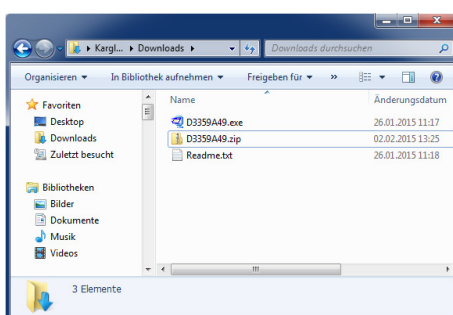 Kargl... ▸ Downloads ▸
Downloads durchsuchen
Organisieren ▾ In Bibliothek aufnehmen ▾ Freigeben für ▾ »
Favoriten
Desktop
Downloads
Zuletzt besucht
Bibliotheken
Bilder
Dokumente
Musik
Videos
Name Änderungsdatum
D3359A49.exe 26.01.2015 11:17
D3359A49.zip 02.02.2015 13:25
Readme.txt 26.01.2015 11:18
3 Elemente